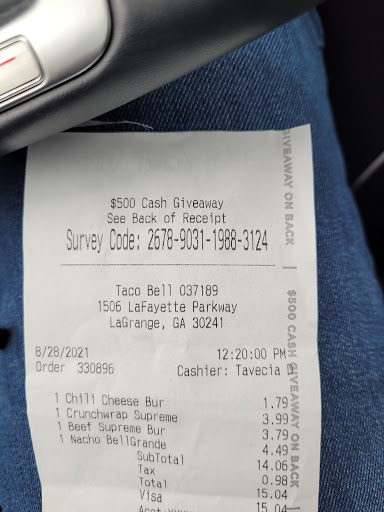 $500 Cash Giveaway
See Back of Receipt
Survey Code: 2678-9031-1988-3124
Taco Bell 037189
1506 LaFayette Parkway
LaGrange, GA 30241
8/28/2021 12:20:00 PM
Order 330896 Cashier: Tavecia
1 Chili Cheese Bur 1.79
1 Crunchwrap Supreme 3.99
1 Beef Supreme Bur 3.79
1 Nacho BellGrande 4.49
SubTotal 14.06
Tax 0.98
Total 15.04
Visa 15.04
GIVEAWAY ON BACK
$500 CASH GIVEAWAY ON BACK